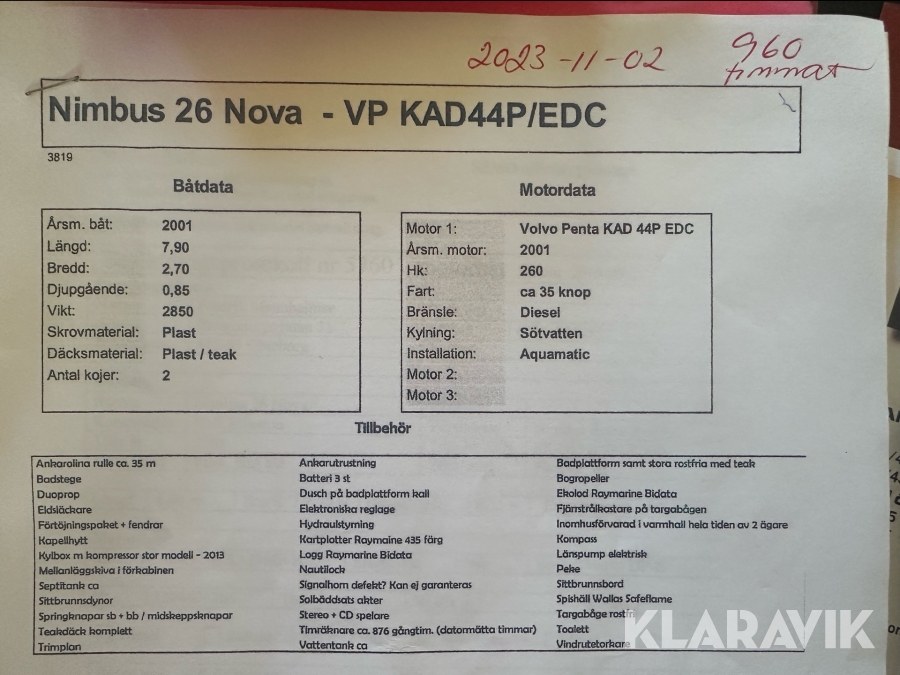 2023-11-02
960
timmar
Nimbus 26 Nova - VP KAD44P/EDC
3819
Båtdata
Årsm. båt: 2001
Längd: 7,90
Bredd: 2,70
Djupgående: 0,85
Vikt: 2850
Skrovmaterial: Plast
Däcksmaterial: Plast / teak
Antal kojer: 2
Motordata
Motor 1: Volvo Penta KAD 44P EDC
Årsm. motor: 2001
Hk: 260
Fart: ca 35 knop
Bränsle: Diesel
Kylning: Sötvatten
Installation: Aquamatic
Motor 2:
Motor 3:
Tillbehör
Ankarolina rulle ca. 35 m
Badstege
Duoprop
Eldsläckare
Förtöjningspaket + fendrar
Kapellhytt
Kylbox m kompressor stor modell - 2013
Mellanläggskiva i förkabinen
Septitank ca
Sittbrunnsdynor
Springknapar sb + bb / midskeppsknapar
Teakdäck komplett
Trimplan
Ankarutrustning
Batteri 3 st
Dusch på badplattform kall
Elektroniska reglage
Hydraulstyrning
Kartplotter Raymaine 435 färg
Logg Raymarine Bidata
Nautilock
Signalhorn defekt? Kan ej garanteras
Solbäddsats akter
Stereo + CD spelare
Timräknare ca. 876 gångtim. (datormätta timmar)
Vattentank ca
Badplattform samt stora rostfria med teak
Bogropeller
Ekolod Raymarine Bidata
Fjärrstrålkastare på targabågen
Inomhusförvarad i varmhall hela tiden av 2 ägare
Kompass
Länspump elektrisk
Peke
Sittbrunnsbord
Spishäll Wallas Safeflame
Targabåge rostfri
Toalett
Vindrutetorkare
KLARAVIK